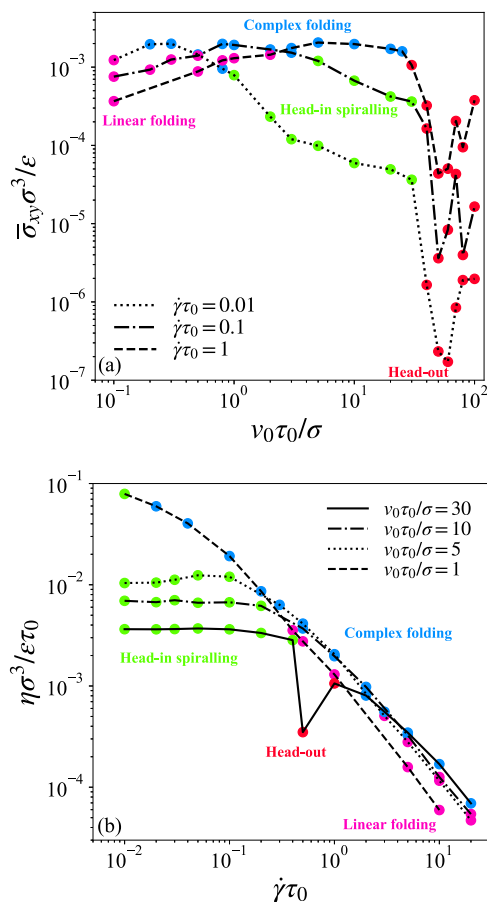 Complex folding
10⁻³
Head-in spiralling
Linear folding
10⁻⁴
σ̅ₓᵧσ³/ε
10⁻⁵
10⁻⁶
γ̇τ₀ = 0.01
γ̇τ₀ = 0.1
γ̇τ₀ = 1
Head-out
(a)
10⁻⁷
10⁻¹ 10⁰ 10¹ 10²
v₀τ₀/σ
10⁻¹
v₀τ₀/σ = 30
v₀τ₀/σ = 10
v₀τ₀/σ = 5
v₀τ₀/σ = 1
10⁻²
Complex folding
Head-in spiralling
ησ³/ετ₀
10⁻³
Head-out
10⁻⁴
Linear folding
(b)
10⁻² 10⁻¹ 10⁰ 10¹
γ̇τ₀